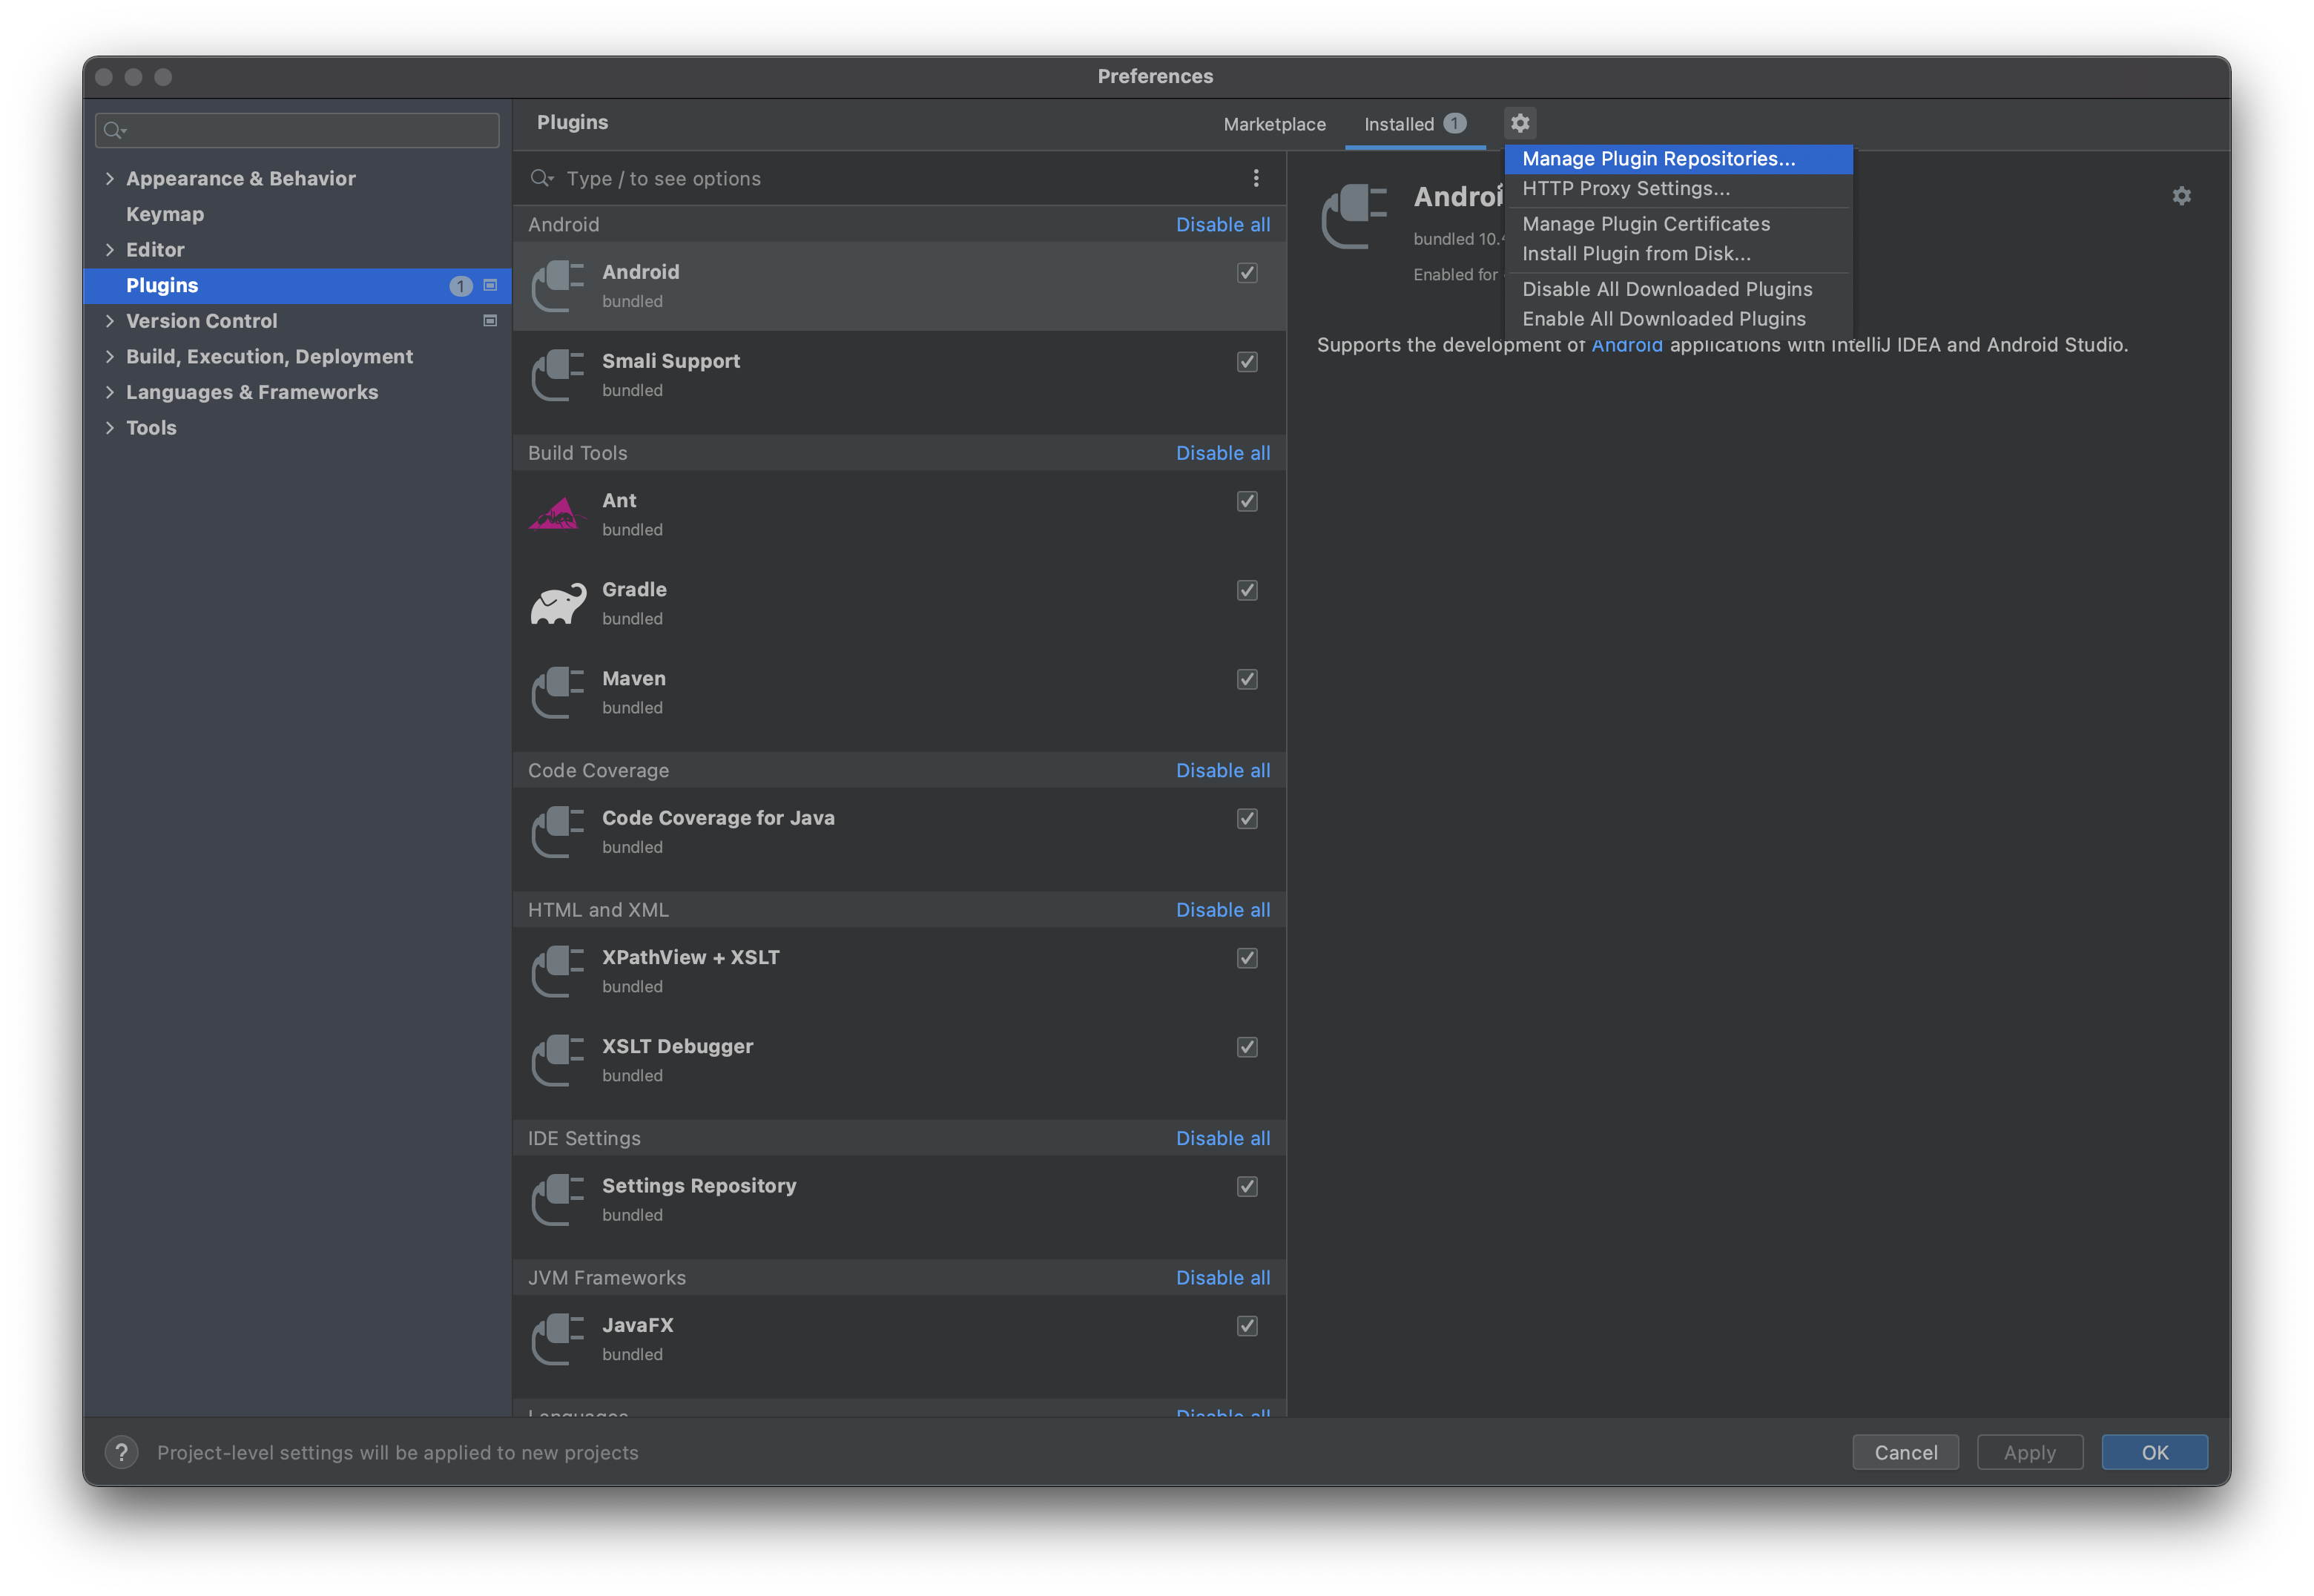 Preferences
Plugins
Marketplace
Installed 1
Appearance & Behavior
Keymap
Editor
Plugins 1
Version Control
Build, Execution, Deployment
Languages & Frameworks
Tools
Type / to see options
Android Disable all
Android
bundled
Smali Support
bundled
Build Tools Disable all
Ant
bundled
Gradle
bundled
Maven
bundled
Code Coverage Disable all
Code Coverage for Java
bundled
HTML and XML Disable all
XPathView + XSLT
bundled
XSLT Debugger
bundled
IDE Settings Disable all
Settings Repository
bundled
JVM Frameworks Disable all
JavaFX
bundled
Languages Disable all
Manage Plugin Repositories...
HTTP Proxy Settings...
Manage Plugin Certificates
Install Plugin from Disk...
Disable All Downloaded Plugins
Enable All Downloaded Plugins
Androi
bundled 10.
Enabled for
Supports the development of Android applications with IntelliJ IDEA and Android Studio.
? Project-level settings will be applied to new projects
Cancel
Apply
OK